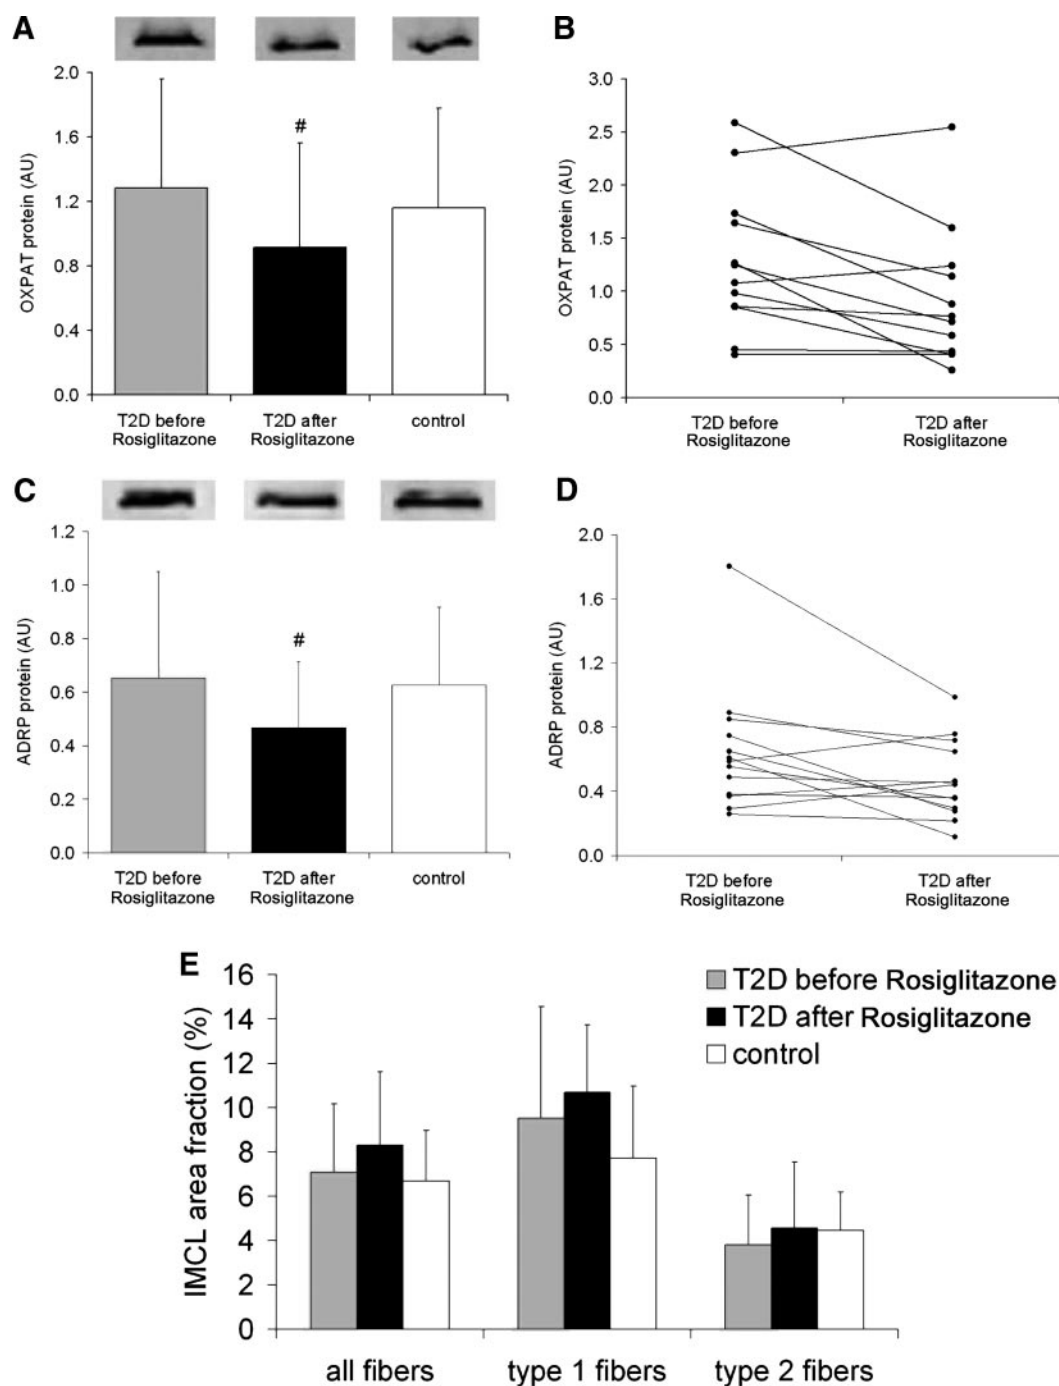 A
2.0
1.6
1.2
0.8
0.4
0.0
OXPAT protein (AU)
#
T2D before
Rosiglitazone
T2D after
Rosiglitazone
control
B
3.0
2.5
2.0
1.5
1.0
0.5
0.0
OXPAT protein (AU)
T2D before
Rosiglitazone
T2D after
Rosiglitazone
C
1.2
1.0
0.8
0.6
0.4
0.2
0.0
ADRP protein (AU)
#
T2D before
Rosiglitazone
T2D after
Rosiglitazone
control
D
2.0
1.6
1.2
0.8
0.4
0.0
ADRP protein (AU)
T2D before
Rosiglitazone
T2D after
Rosiglitazone
E
16
14
12
10
8
6
4
2
0
IMCL area fraction (%)
T2D before Rosiglitazone
T2D after Rosiglitazone
control
all fibers
type 1 fibers
type 2 fibers